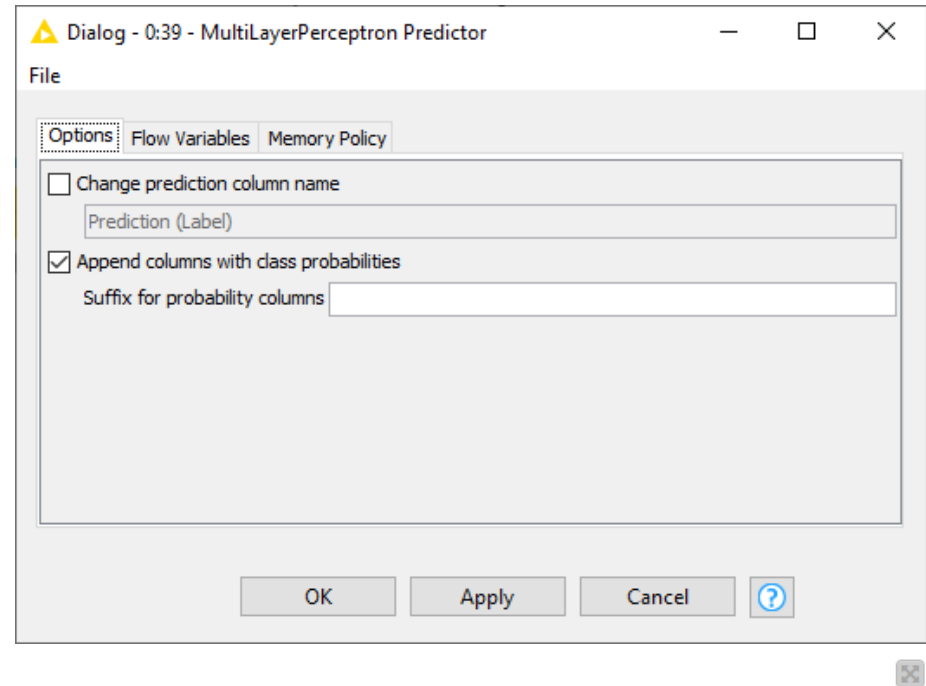 Dialog - 0:39 - MultiLayerPerceptron Predictor
File
Options Flow Variables Memory Policy
Change prediction column name
Prediction (Label)
Append columns with class probabilities
Suffix for probability columns
OK Apply Cancel ?